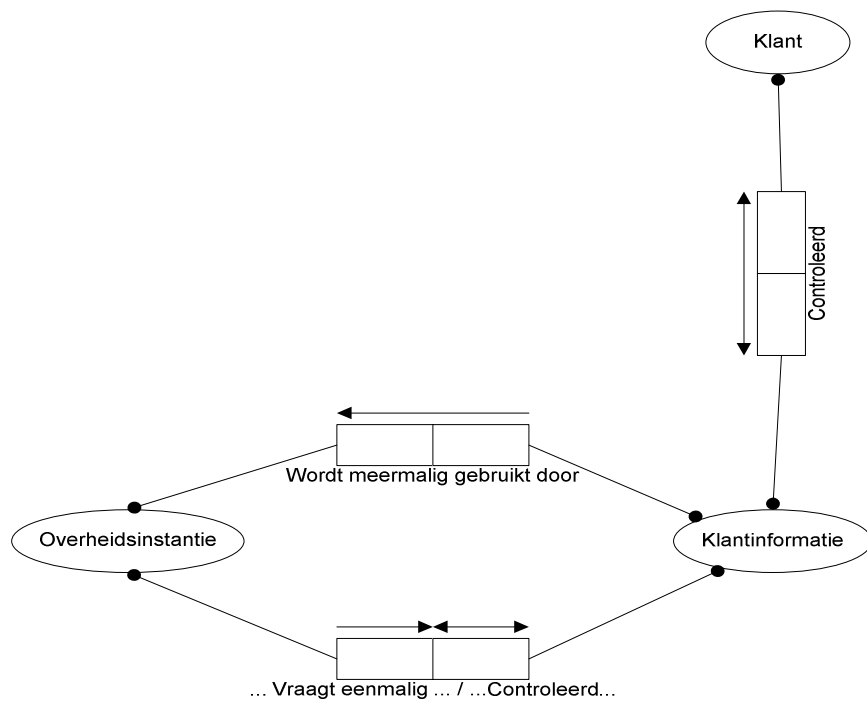 Klant
Controleerd
Wordt meermalig gebruikt door
Overheidsinstantie
Klantinformatie
... Vraagt eenmalig ... / ...Controleerd...